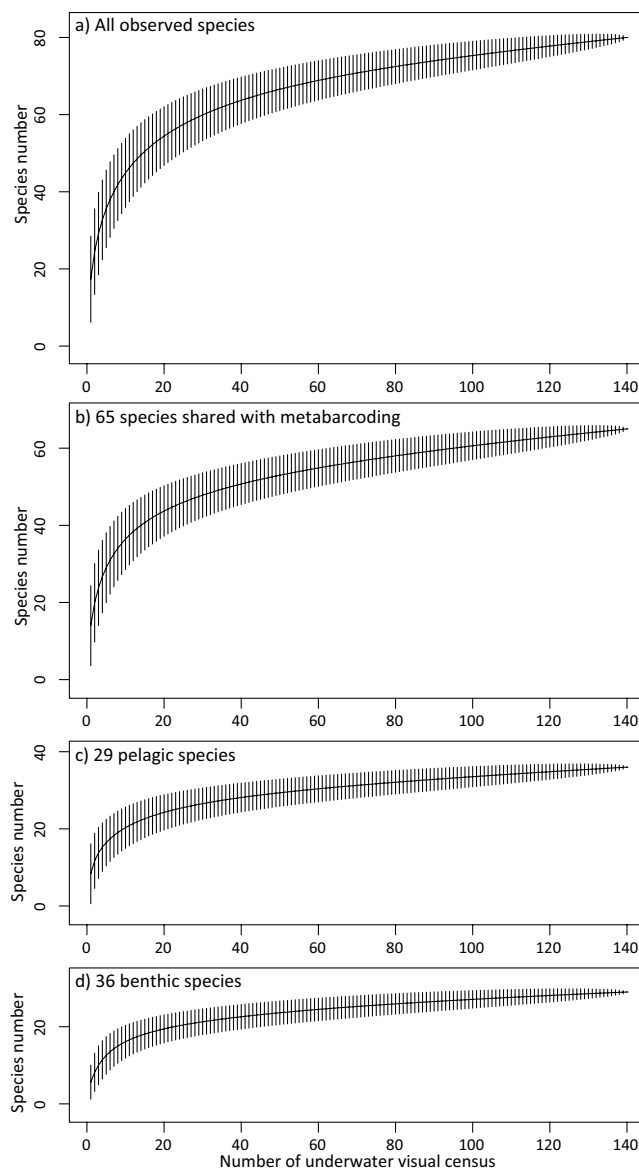 a) All observed species
Species number
80
60
40
20
0
0 20 40 60 80 100 120 140
b) 65 species shared with metabarcoding
Species number
60
40
20
0
0 20 40 60 80 100 120 140
c) 29 pelagic species
Species number
40
20
0
0 20 40 60 80 100 120 140
d) 36 benthic species
Species number
20
0
0 20 40 60 80 100 120 140
Number of underwater visual census